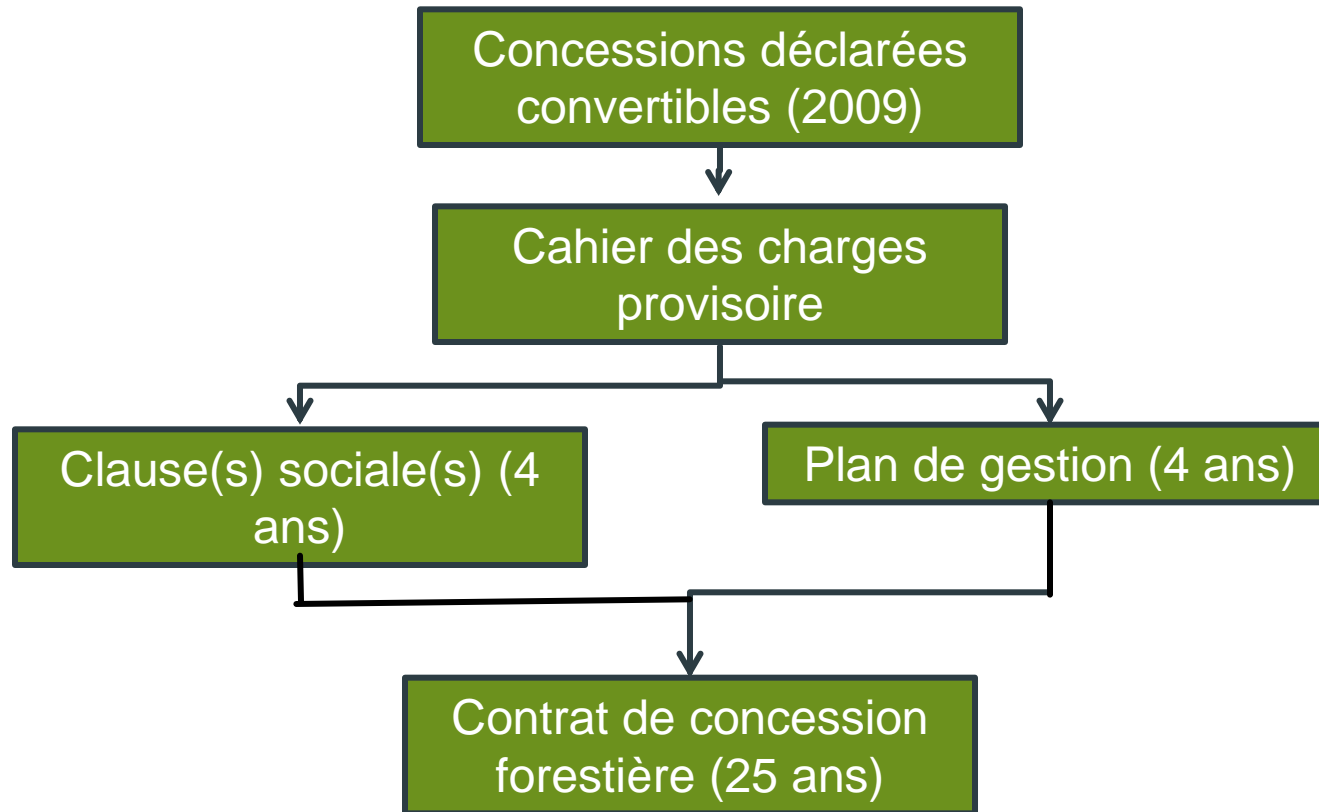 Concessions déclarées
convertibles (2009)
Cahier des charges
provisoire
Clause(s) sociale(s) (4
ans)
Plan de gestion (4 ans)
Contrat de concession
forestière (25 ans)